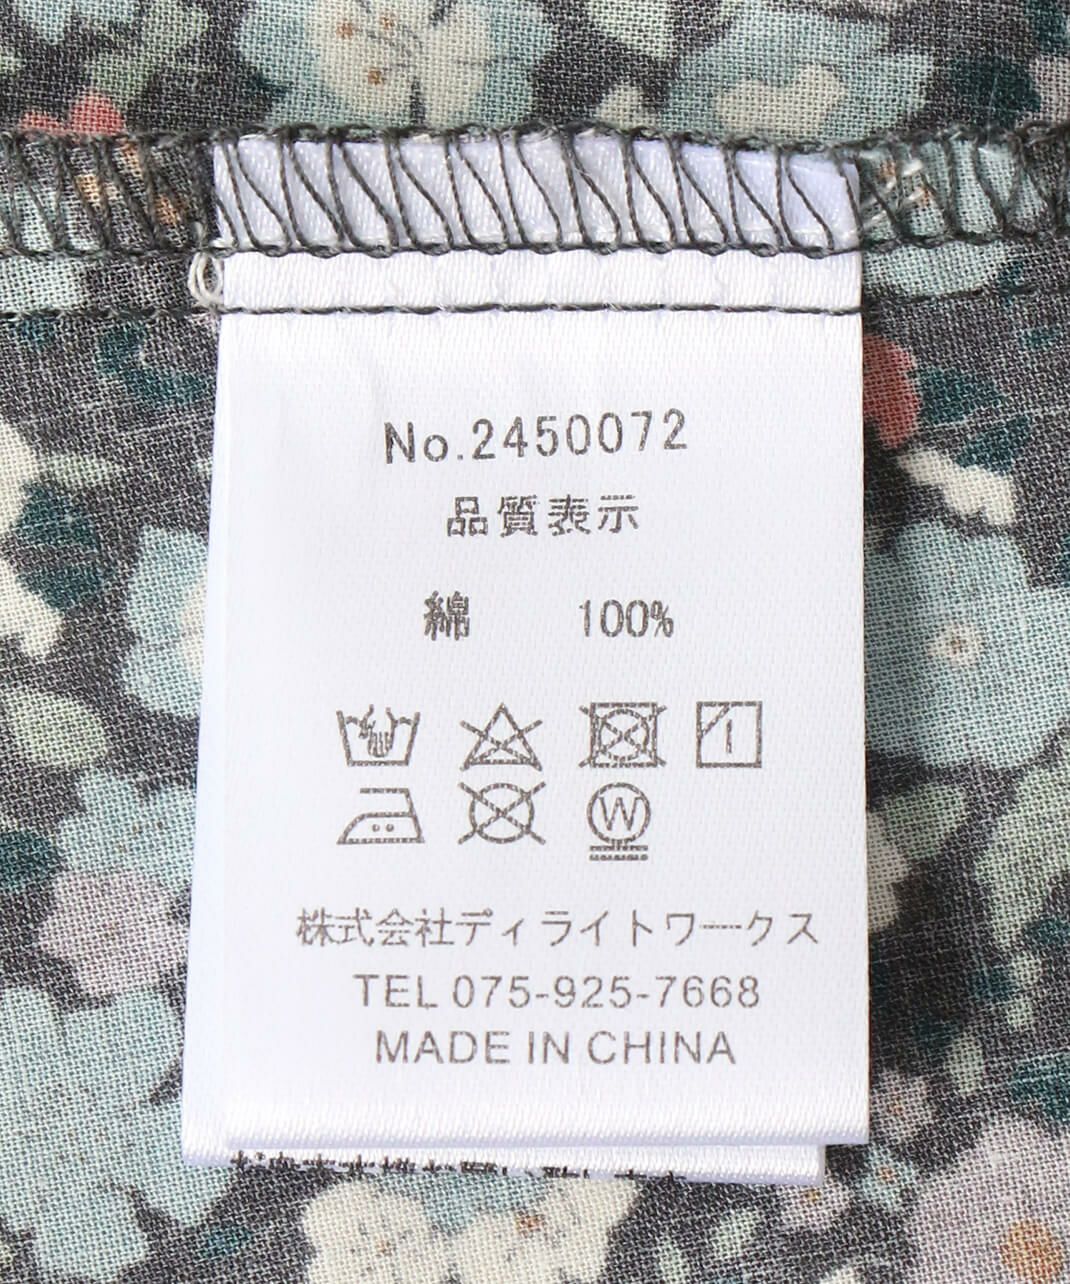 No.2450072
品質表示
綿 100%
W
株式会社ディライトワークス
TEL 075-925-7668
MADE IN CHINA